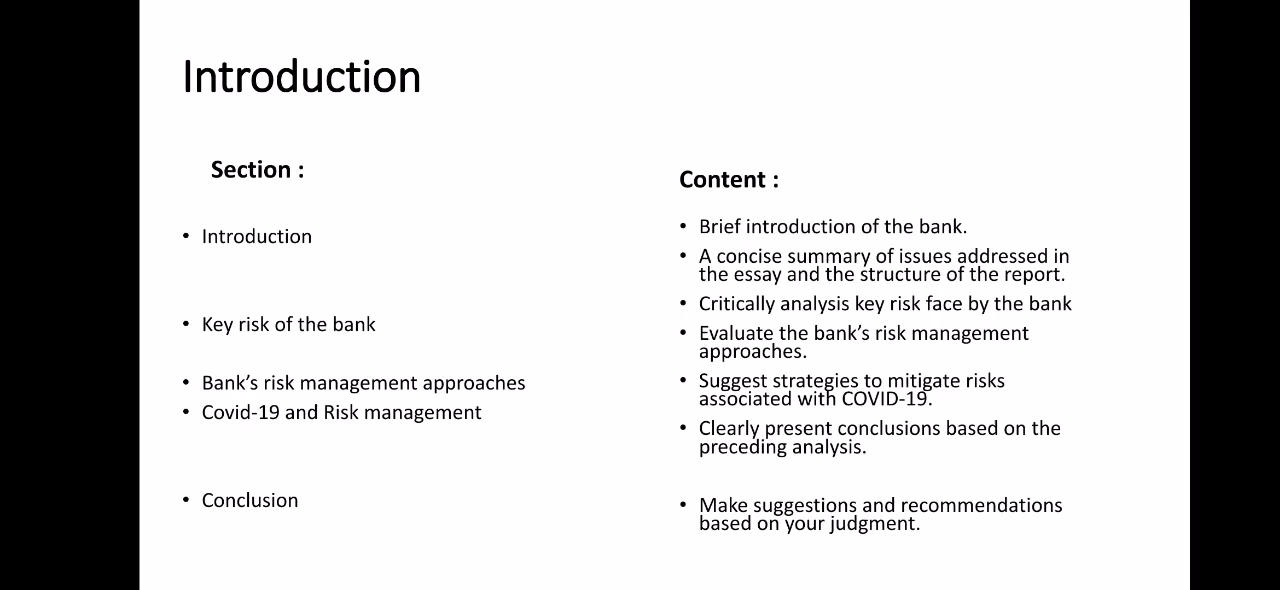 Introduction
Section :
• Introduction
• Key risk of the bank
• Bank’s risk management approaches
• Covid-19 and Risk management
• Conclusion
Content :
• Brief introduction of the bank.
• A concise summary of issues addressed in
the essay and the structure of the report.
• Critically analysis key risk face by the bank
• Evaluate the bank’s risk management
approaches.
• Suggest strategies to mitigate risks
associated with COVID-19.
• Clearly present conclusions based on the
preceding analysis.
• Make suggestions and recommendations
based on your judgment.